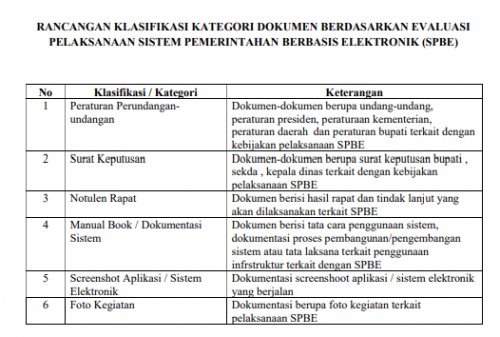 RANCANGAN KLASIFIKASI KATEGORI DOKUMEN BERDASARKAN EVALUASI
PELAKSANAAN SISTEM PEMERINTAHAN BERBASIS ELEKTRONIK (SPBE)
No Klasifikasi / Kategori Keterangan
1 Peraturan Perundangan-
undangan
Dokumen-dokumen berupa undang-undang,
peraturan presiden, peraturaan kementerian,
peraturan daerah dan peraturan bupati terkait dengan
kebijakan pelaksanaan SPBE
2 Surat Keputusan
Dokumen-dokumen berupa surat keputusan bupati ,
sekda , kepala dinas terkait dengan kebijakan
pelaksanaan SPBE
3 Notulen Rapat
Dokumen berisi hasil rapat dan tindak lanjut yang
akan dilaksanakan terkait SPBE
4 Manual Book / Dokumentasi
Sistem
Dokumen berisi tata cara penggunaan sistem,
dokumentasi proses pembangunan/pengembangan
sistem atau tata laksana terkait penggunaan
infrstruktur terkait dengan SPBE
5 Screenshot Aplikasi / Sistem
Elektronik
Dokumentasi screenshoot aplikasi / sistem elektronik
yang berjalan
6 Foto Kegiatan
Dokumentasi berupa foto kegiatan terkait
pelaksanaan SPBE